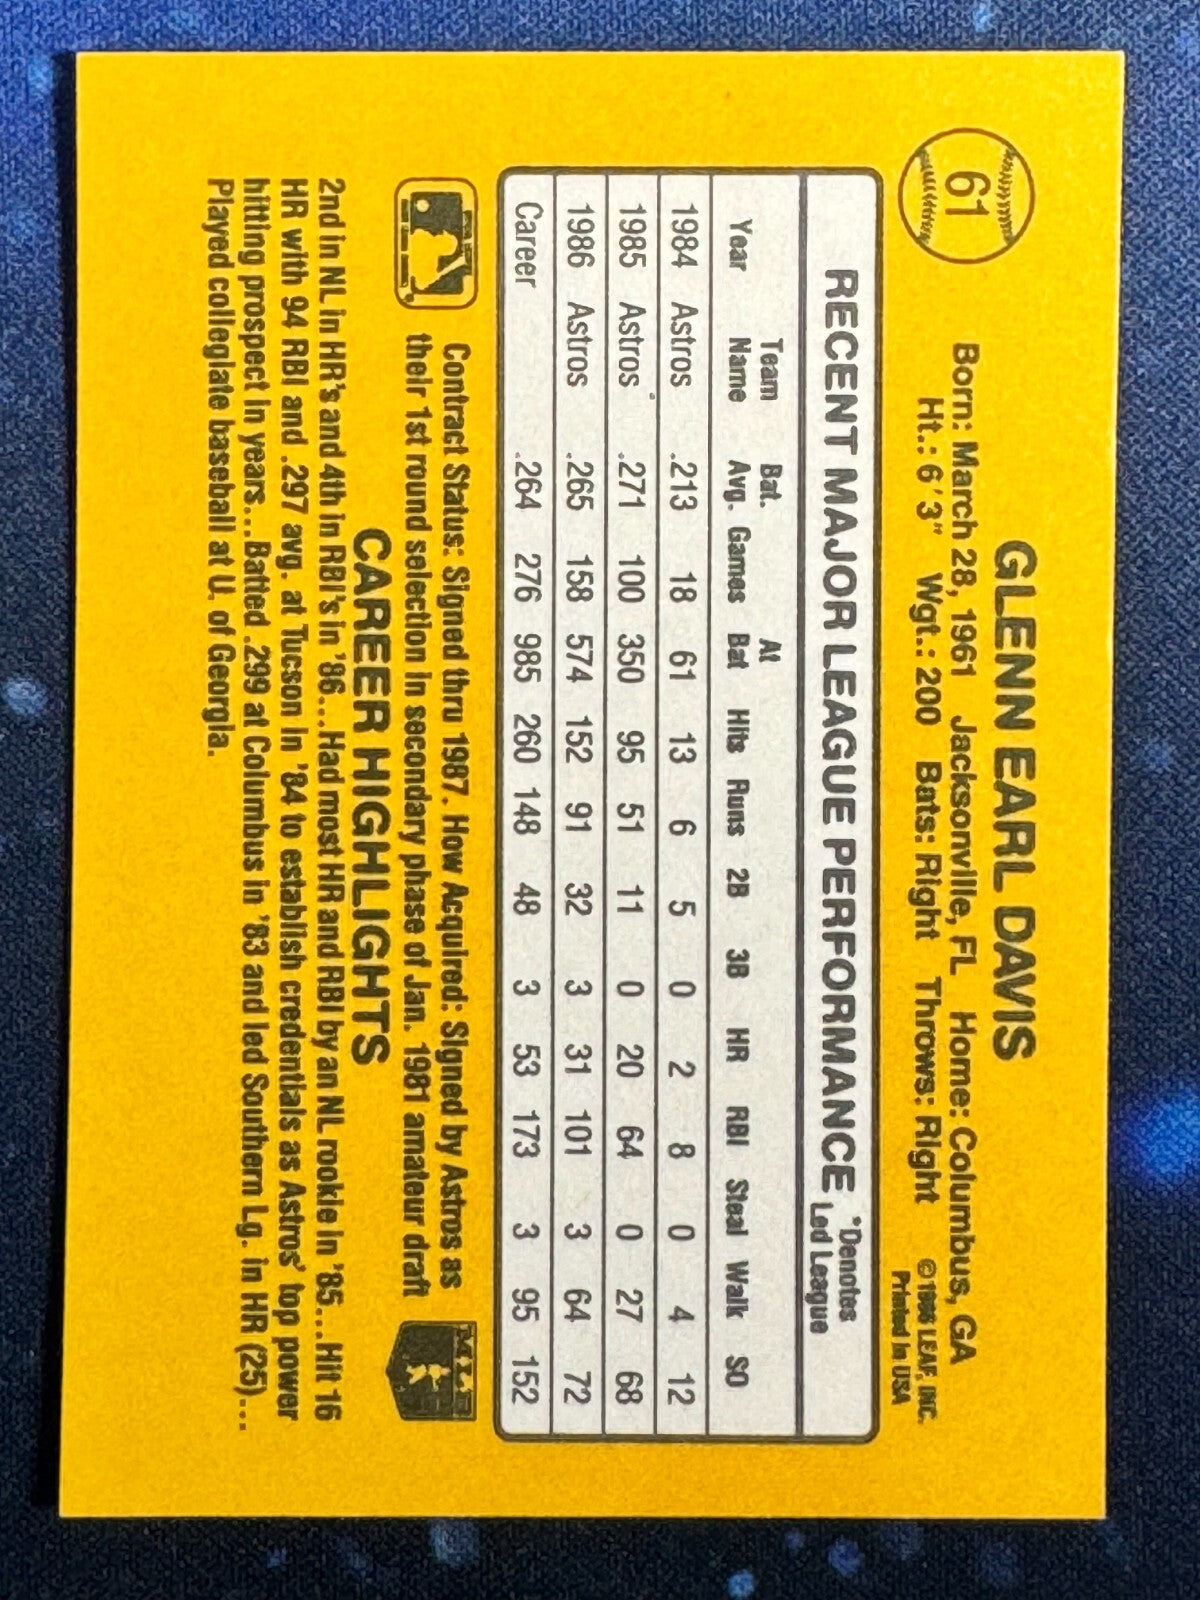 61
GLENN EARL DAVIS
Born: March 28, 1961 Jacksonville, FL Home: Columbus, GA
Ht.: 6'3" Wgt.: 200 Bats: Right Throws: Right
©1986 LEAF, INC.
Printed in USA
RECENT MAJOR LEAGUE PERFORMANCE *Denotes
Led League
Team Bat. At
Year Name Avg. Games Bat Hits Runs 2B 3B HR RBI Steal Walk SO
1984 Astros .213 18 61 13 6 5 0 2 8 0 4 12
1985 Astros .271 100 350 95 51 11 0 20 64 0 27 68
1986 Astros .265 158 574 152 91 32 3 31 101 3 64 72
Career .264 276 985 260 148 48 3 53 173 3 95 152
Contract Status: Signed thru 1987. How Acquired: Signed by Astros as
their 1st round selection in secondary phase of Jan. 1981 amateur draft
MLB
CAREER HIGHLIGHTS
2nd in NL in HR's and 4th in RBI's in '86...Had most HR and RBI by an NL rookie in '85...Hit 16
HR with 94 RBI and .297 avg. at Tucson in '84 to establish credentials as Astros' top power
hitting prospect in years...Batted .299 at Columbus in '83 and led Southern Lg. in HR (25)...
Played collegiate baseball at U. of Georgia.